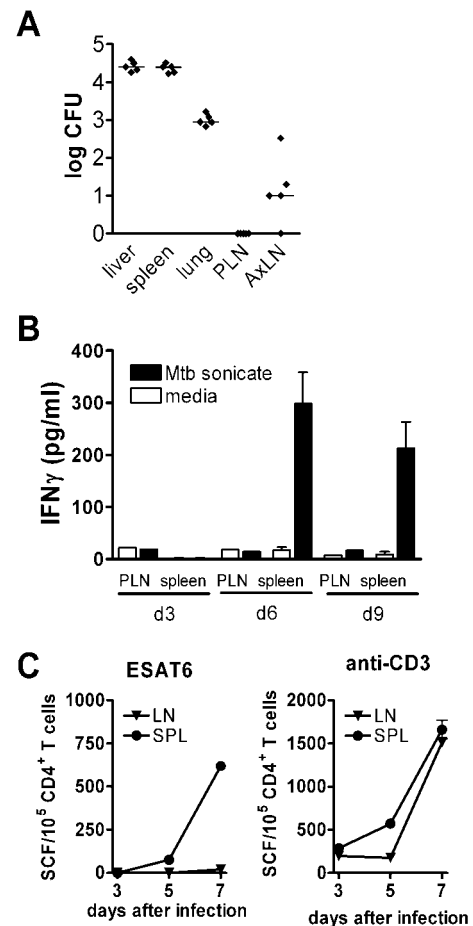 A
log CFU
5
4
3
2
1
0
liver
spleen
lung
PLN
AxLN
B
IFNγ (pg/ml)
400
300
200
100
0
Mtb sonicate
media
PLN spleen PLN spleen PLN spleen
d3 d6 d9
C
ESAT6
SCF/10⁵ CD4⁺ T cells
1000
750
500
250
0
LN
SPL
3 5 7
days after infection
anti-CD3
SCF/10⁵ CD4⁺ T cells
2000
1500
1000
500
0
LN
SPL
3 5 7
days after infection